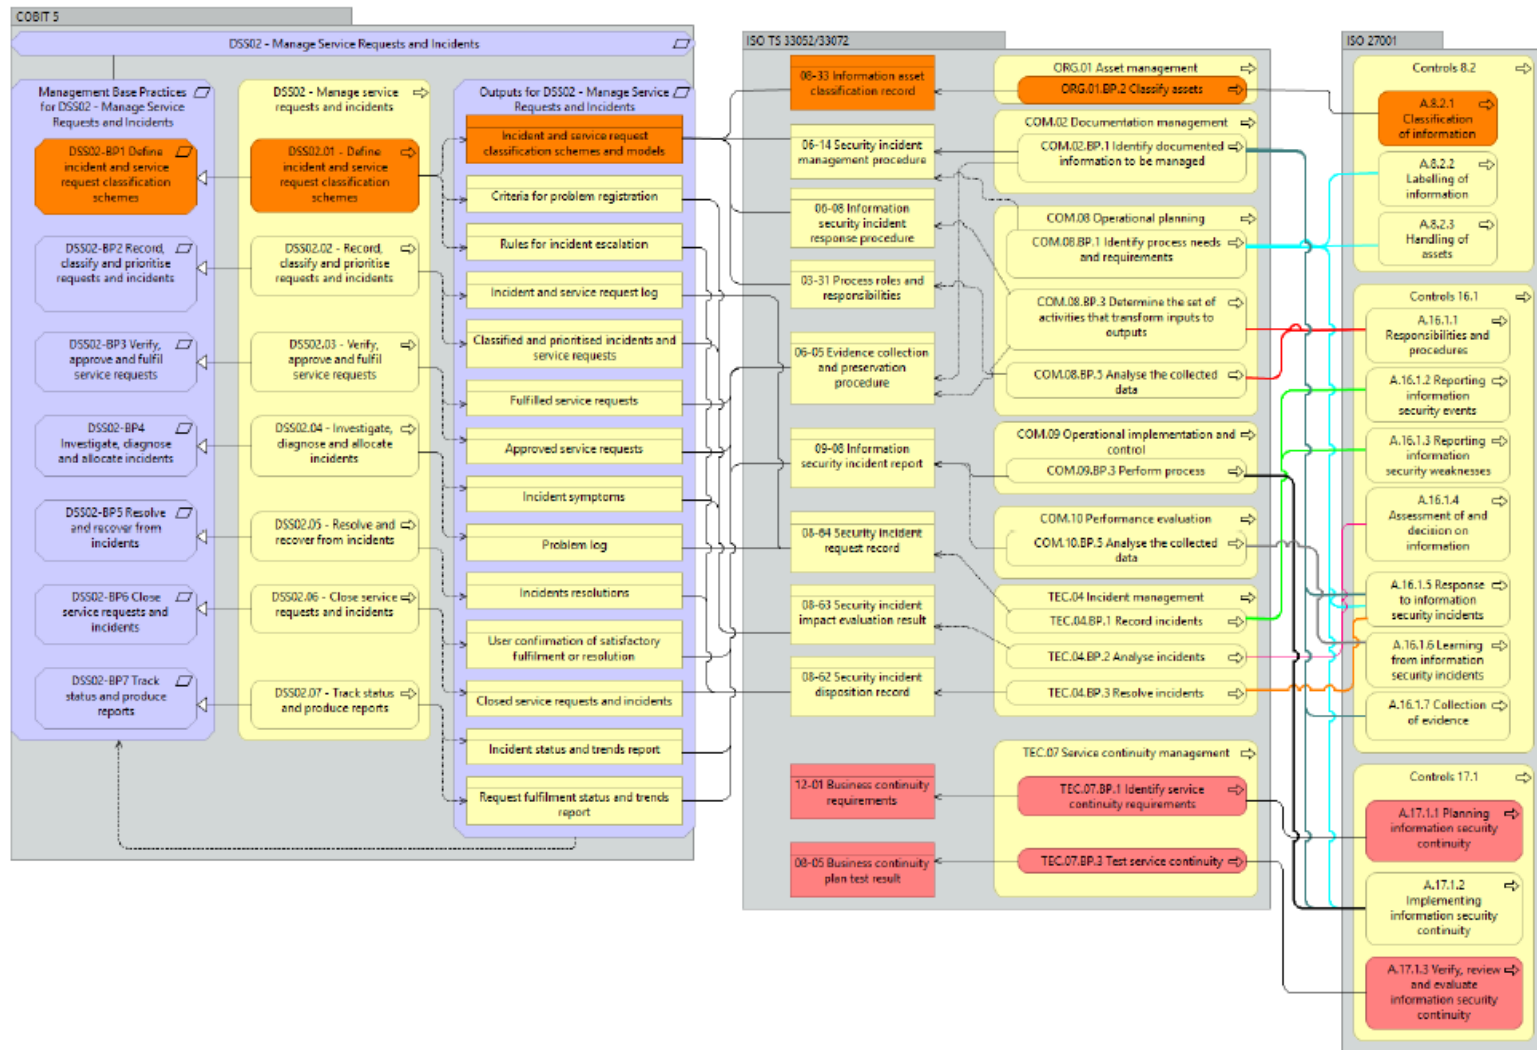 COBIT 5
DSS02 - Manage Service Requests and Incidents
Management Base Practices
for DSS02 - Manage Service
Requests and Incidents
DSS02-BP1 Define
incident and service
request classification
schemes
DSS02-BP2 Record,
classify and prioritise
requests and incidents
DSS02-BP3 Verify,
approve and fulfil
service requests
DSS02-BP4
Investigate, diagnose
and allocate incidents
DSS02-BP5 Resolve
and recover from
incidents
DSS02-BP6 Close
service requests and
incidents
DSS02-BP7 Track
status and produce
reports
DSS02 - Manage service
requests and incidents
DSS02.01 - Define
incident and service
request classification
schemes
DSS02.02 - Record,
classify and prioritise
requests and incidents
DSS02.03 - Verify,
approve and fulfil
service requests
DSS02.04 - Investigate,
diagnose and allocate
incidents
DSS02.05 - Resolve and
recover from incidents
DSS02.06 - Close service
requests and incidents
DSS02.07 - Track status
and produce reports
Outputs for DSS02 - Manage Service
Requests and Incidents
Incident and service request
classification schemes and models
Criteria for problem registration
Rules for incident escalation
Incident and service request log
Classified and prioritised incidents and
service requests
Fulfilled service requests
Approved service requests
Incident symptoms
Problem log
Incidents resolutions
User confirmation of satisfactory
fulfilment or resolution
Closed service requests and incidents
Incident status and trends report
Request fulfilment status and trends
report
ISO TS 33052/33072
08-33 Information asset
classification record
06-14 Security incident
management procedure
06-08 Information
security incident
response procedure
03-31 Process roles and
responsibilities
06-05 Evidence collection
and preservation
procedure
09-08 Information
security incident report
08-64 Security incident
request record
08-63 Security incident
impact evaluation result
08-62 Security incident
disposition record
12-01 Business continuity
requirements
08-05 Business continuity
plan test result
ORG.01 Asset management
ORG.01.BP.2 Classify assets
COM.02 Documentation management
COM.02.BP.1 Identify documented
information to be managed
COM.08 Operational planning
COM.08.BP.1 Identify process needs
and requirements
COM.08.BP.3 Determine the set of
activities that transform inputs to
outputs
COM.08.BP.5 Analyse the collected
data
COM.09 Operational implementation and
control
COM.09.BP.3 Perform process
COM.10 Performance evaluation
COM.10.BP.5 Analyse the collected
data
TEC.04 Incident management
TEC.04.BP.1 Record incidents
TEC.04.BP.2 Analyse incidents
TEC.04.BP.3 Resolve incidents
TEC.07 Service continuity management
TEC.07.BP.1 Identify service
continuity requirements
TEC.07.BP.3 Test service continuity
ISO 27001
Controls 8.2
A.8.2.1
Classification
of information
A.8.2.2
Labelling of
information
A.8.2.3
Handling of
assets
Controls 16.1
A.16.1.1
Responsibilities and
procedures
A.16.1.2 Reporting
information
security events
A.16.1.3 Reporting
information
security weaknesses
A.16.1.4
Assessment of and
decision on
information
A.16.1.5 Response
to information
security incidents
A.16.1.6 Learning
from information
security incidents
A.16.1.7 Collection
of evidence
Controls 17.1
A.17.1.1 Planning
information security
continuity
A.17.1.2
Implementing
information security
continuity
A.17.1.3 Verify, review
and evaluate
information security
continuity